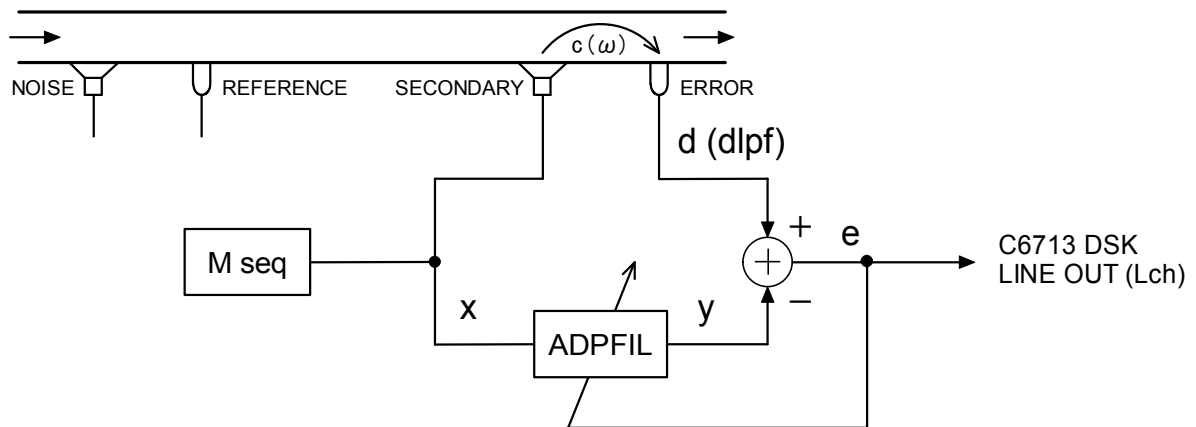 c(ω)
NOISE
REFERENCE
SECONDARY
ERROR
d (dlpf)
M seq
x
ADPFIL
y
+
+
−
e
C6713 DSK
LINE OUT (Lch)